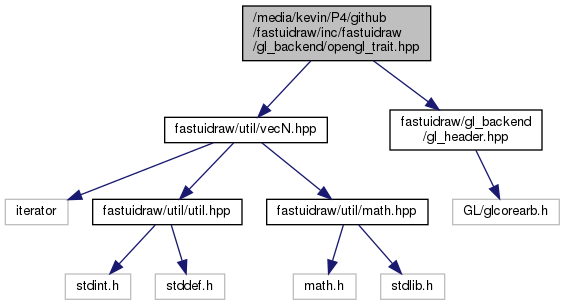 /media/kevin/P4/github
/fastuidraw/inc/fastuidraw
/gl_backend/opengl_trait.hpp
fastuidraw/util/vecN.hpp
fastuidraw/gl_backend
/gl_header.hpp
iterator
fastuidraw/util/util.hpp
fastuidraw/util/math.hpp
GL/glcorearb.h
stdint.h
stddef.h
math.h
stdlib.h